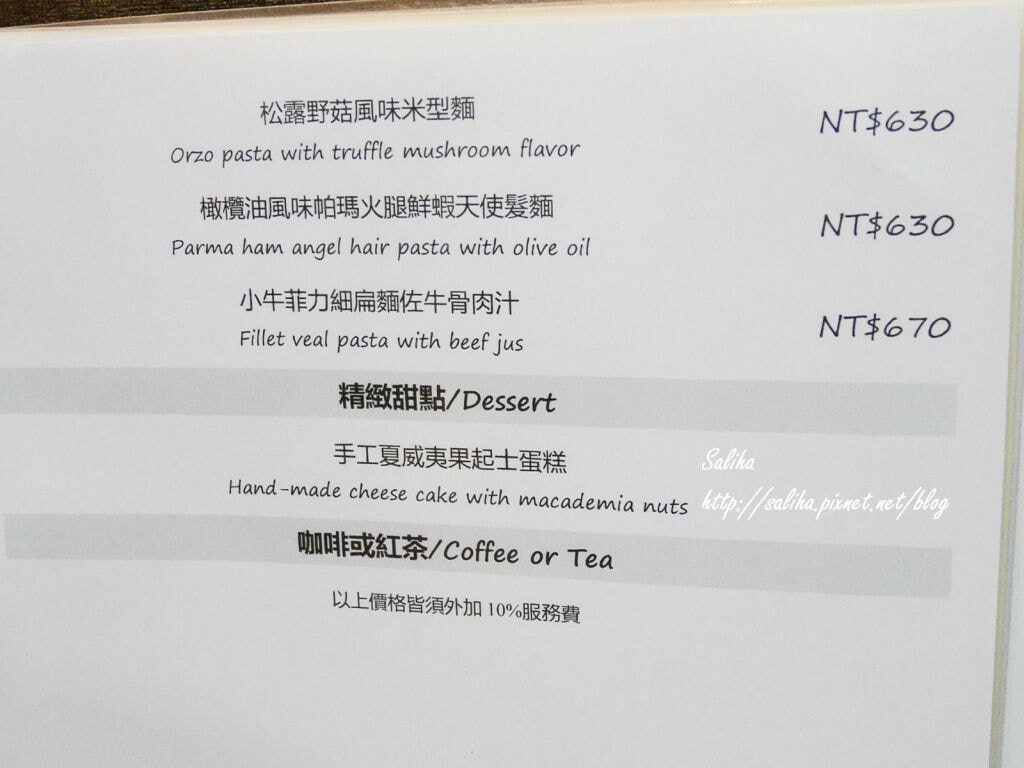 松露野菇風味米型麵
NT$630
Orzo pasta with truffle mushroom flavor
橄欖油風味帕瑪火腿鮮蝦天使髮麵
NT$630
Parma ham angel hair pasta with olive oil
小牛菲力細扁麵佐牛骨肉汁
NT$670
Fillet veal pasta with beef jus
精緻甜點/Dessert
手工夏威夷果起士蛋糕
Hand-made cheese cake with macademia nuts
Saliha
http://saliha.pixnet.net/blog
咖啡或紅茶/Coffee or Tea
以上價格皆須外加 10%服務費